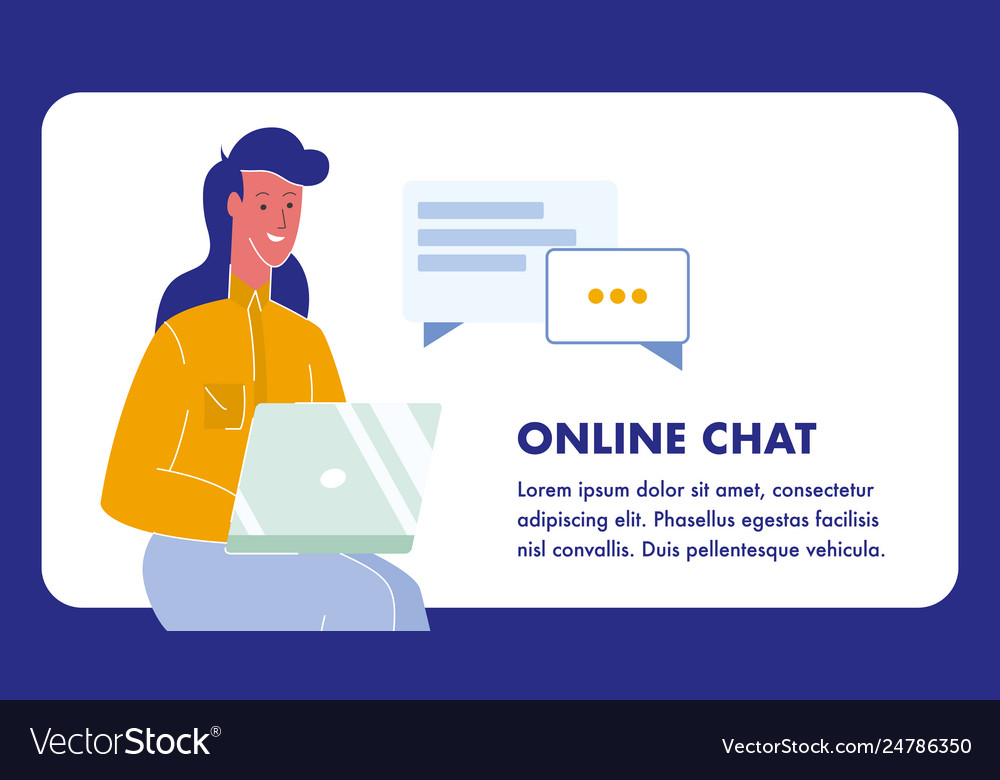 ONLINE CHAT
Lorem ipsum dolor sit amet, consectetur
adipiscing elit. Phasellus egestas facilisis
nisl convallis. Duis pellentesque vehicula.
VectorStock®
VectorStock.com/24786350